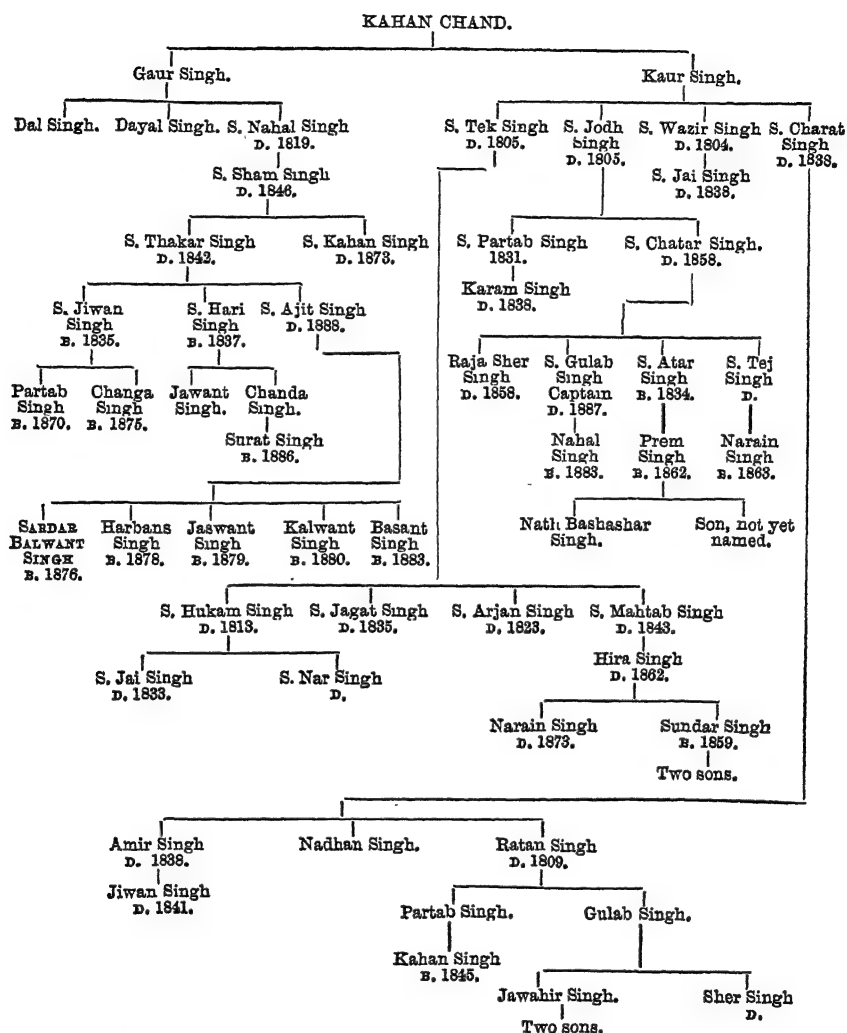 KAHAN CHAND.
Gaur Singh.
Kaur Singh.
Dal Singh.
Dayal Singh.
S. Nahal Singh
D. 1819.
S. Tek Singh
D. 1805.
S. Jodh
Singh
D. 1805.
S. Wazir Singh
D. 1804.
S. Charat
Singh
D. 1838.
S. Sham Singh
D. 1846.
S. Jai Singh
D. 1838.
S. Thakar Singh
D. 1842.
S. Kahan Singh
D. 1873.
S. Partab Singh
1831.
S. Chatar Singh.
D. 1858.
Karam Singh
D. 1838.
S. Jiwan
Singh
B. 1835.
S. Hari
Singh
B. 1837.
S. Ajit Singh
D. 1888.
Raja Sher
Singh
D. 1858.
S. Gulab
Singh
Captain
D. 1887.
S. Atar
Singh
B. 1834.
S. Tej
Singh
D.
Partab
Singh
B. 1870.
Changa
Singh
B. 1875.
Jawant
Singh.
Chanda
Singh.
Surat Singh
B. 1886.
Nahal
Singh
B. 1883.
Prem
Singh
B. 1862.
Narain
Singh
B. 1863.
Nath Bashashar
Singh.
Son, not yet
named.
SARDAR
BALWANT
SINGH
B. 1876.
Harbans
Singh
B. 1878.
Jaswant
Singh
B. 1879.
Kalwant
Singh
B. 1880.
Basant
Singh
B. 1883.
S. Hukam Singh
D. 1813.
S. Jagat Singh
D. 1835.
S. Arjan Singh
D. 1823.
S. Mahtab Singh
D. 1843.
S. Jai Singh
D. 1833.
S. Nar Singh
D.
Hira Singh
D. 1862.
Narain Singh
D. 1873.
Sundar Singh
B. 1859.
Two sons.
Amir Singh
D. 1838.
Nadhan Singh.
Ratan Singh
D. 1809.
Jiwan Singh
D. 1841.
Partab Singh.
Gulab Singh.
Kahan Singh
B. 1845.
Jawahir Singh.
Sher Singh
D.
Two sons.